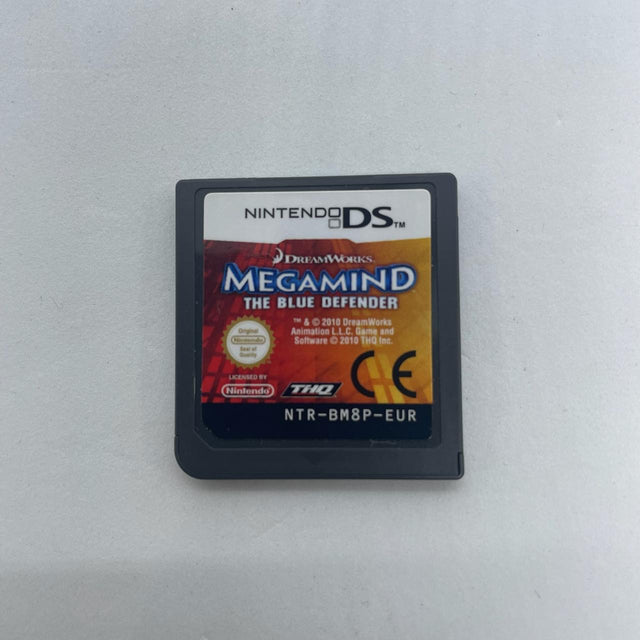 NINTENDO DS TM
DREAMWORKS
MEGAMIND
THE BLUE DEFENDER
™ & © 2010 DreamWorks
Animation L.L.C. Game and
Software © 2010 THQ Inc.
Original
Nintendo
Seal of
Quality
LICENSED BY
Nintendo
THQ
CE
NTR-BM8P-EUR